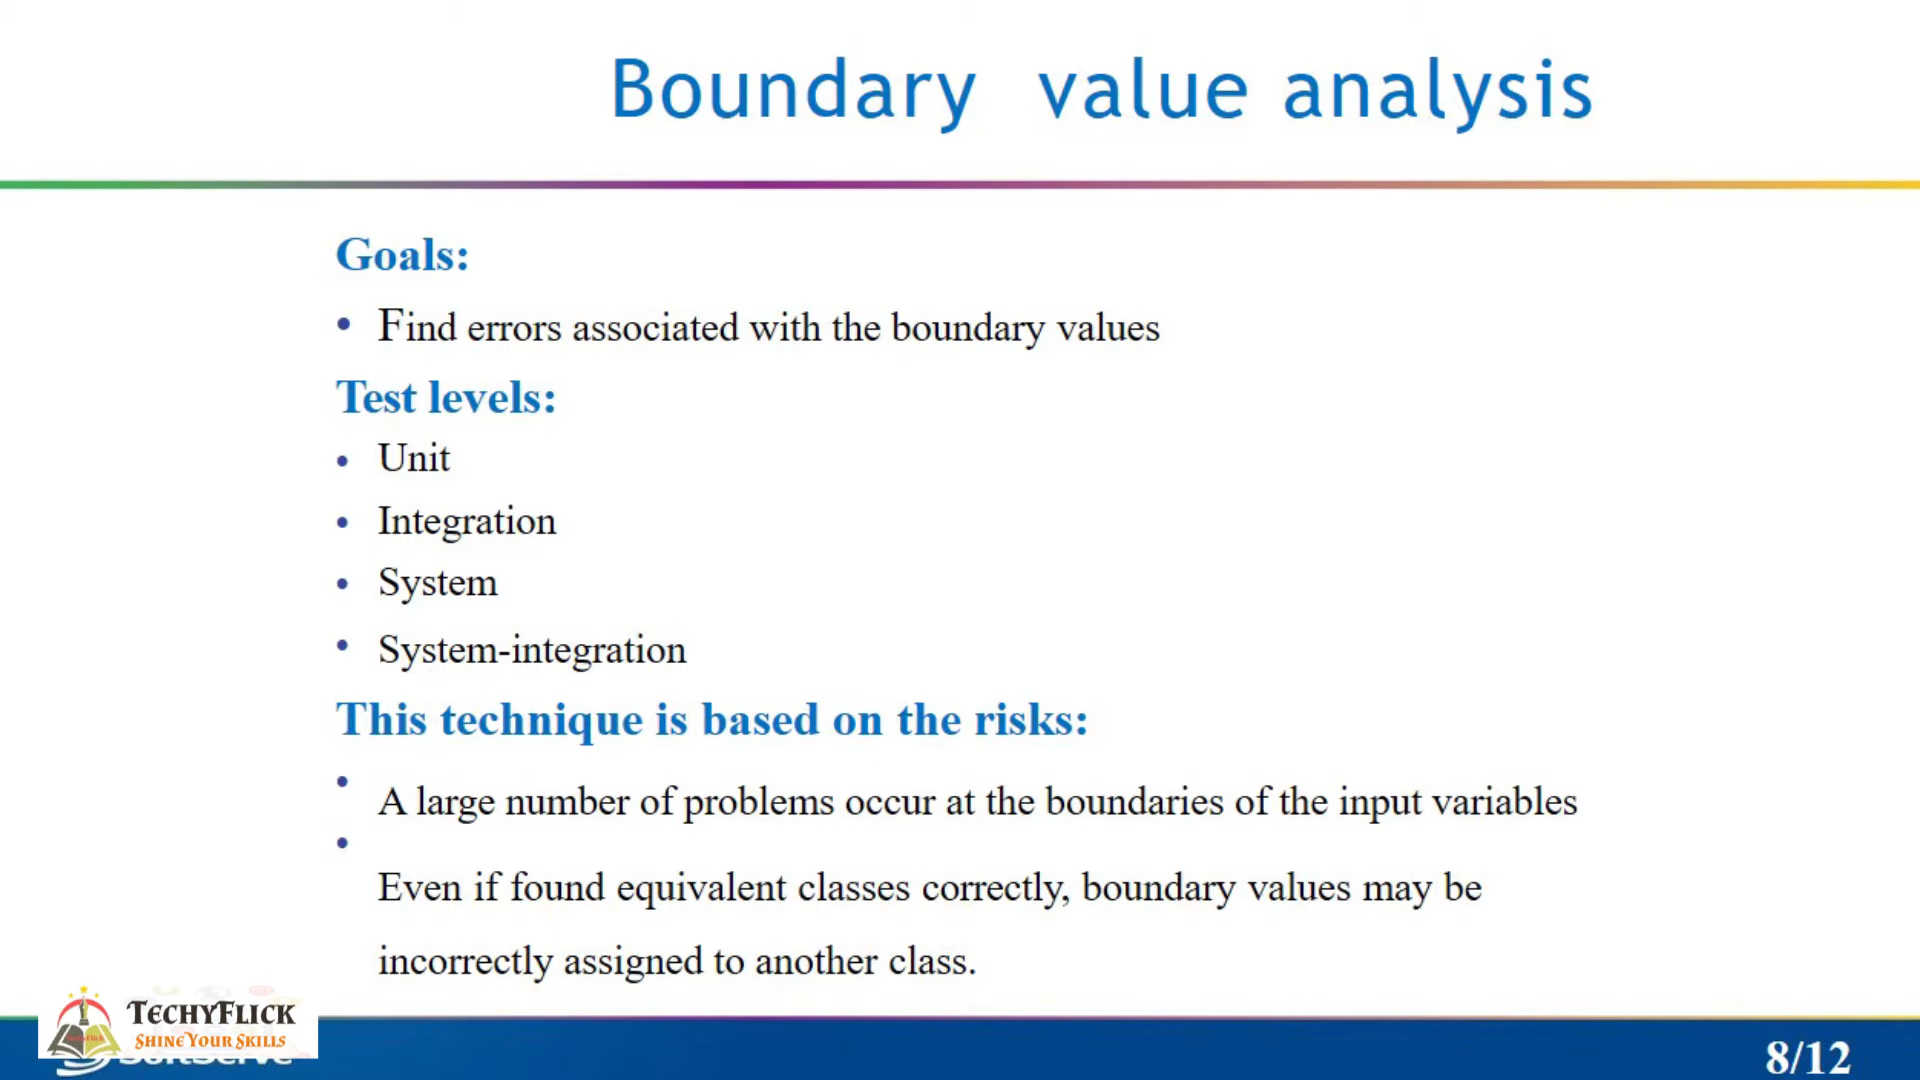 Boundary value analysis
Goals:
• Find errors associated with the boundary values
Test levels:
• Unit
• Integration
• System
• System-integration
This technique is based on the risks:
• A large number of problems occur at the boundaries of the input variables
• Even if found equivalent classes correctly, boundary values may be
incorrectly assigned to another class.
TECHYFLICK
SHINE YOUR SKILLS
8/12